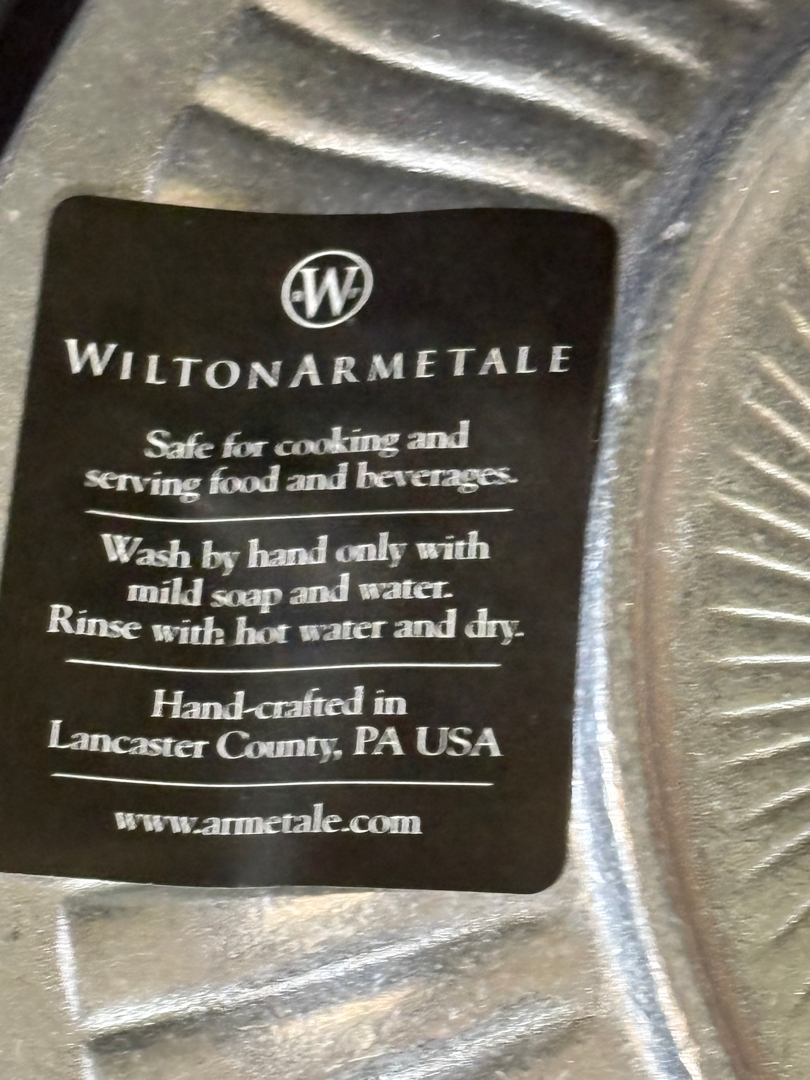 W
WILTONARMETALE
Safe for cooking and
serving food and beverages.
Wash by hand only with
mild soap and water.
Rinse with hot water and dry.
Hand-crafted in
Lancaster County, PA USA
www.armetale.com